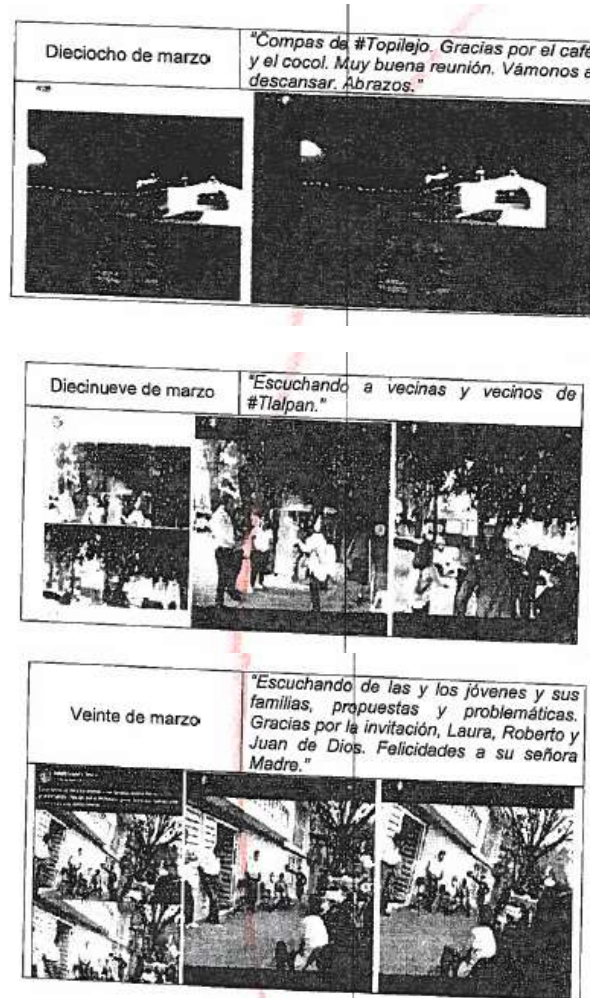 Dieciocho de marzo
"Compas de #Topilejo. Gracias por el café
y el cocol. Muy buena reunión. Vámonos a
descansar. Abrazos."
Diecinueve de marzo
"Escuchando a vecinas y vecinos de
#Tlalpan."
Veinte de marzo
"Escuchando de las y los jóvenes y sus
familias, propuestas y problemáticas.
Gracias por la invitación, Laura, Roberto y
Juan de Dios. Felicidades a su señora
Madre."